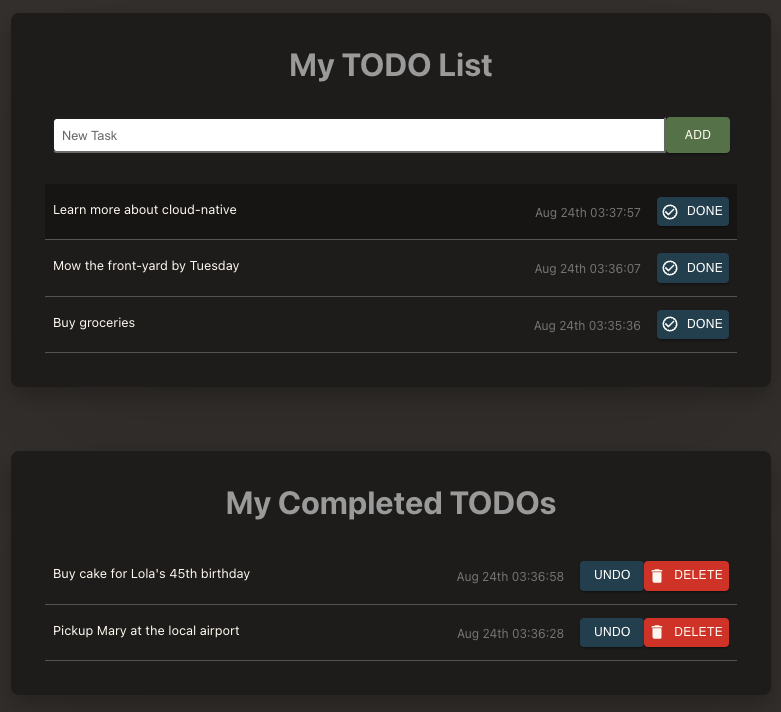 My TODO List
New Task ADD
Learn more about cloud-native Aug 24th 03:37:57 DONE
Mow the front-yard by Tuesday Aug 24th 03:36:07 DONE
Buy groceries Aug 24th 03:35:36 DONE
My Completed TODOs
Buy cake for Lola's 45th birthday Aug 24th 03:36:58 UNDO DELETE
Pickup Mary at the local airport Aug 24th 03:36:28 UNDO DELETE